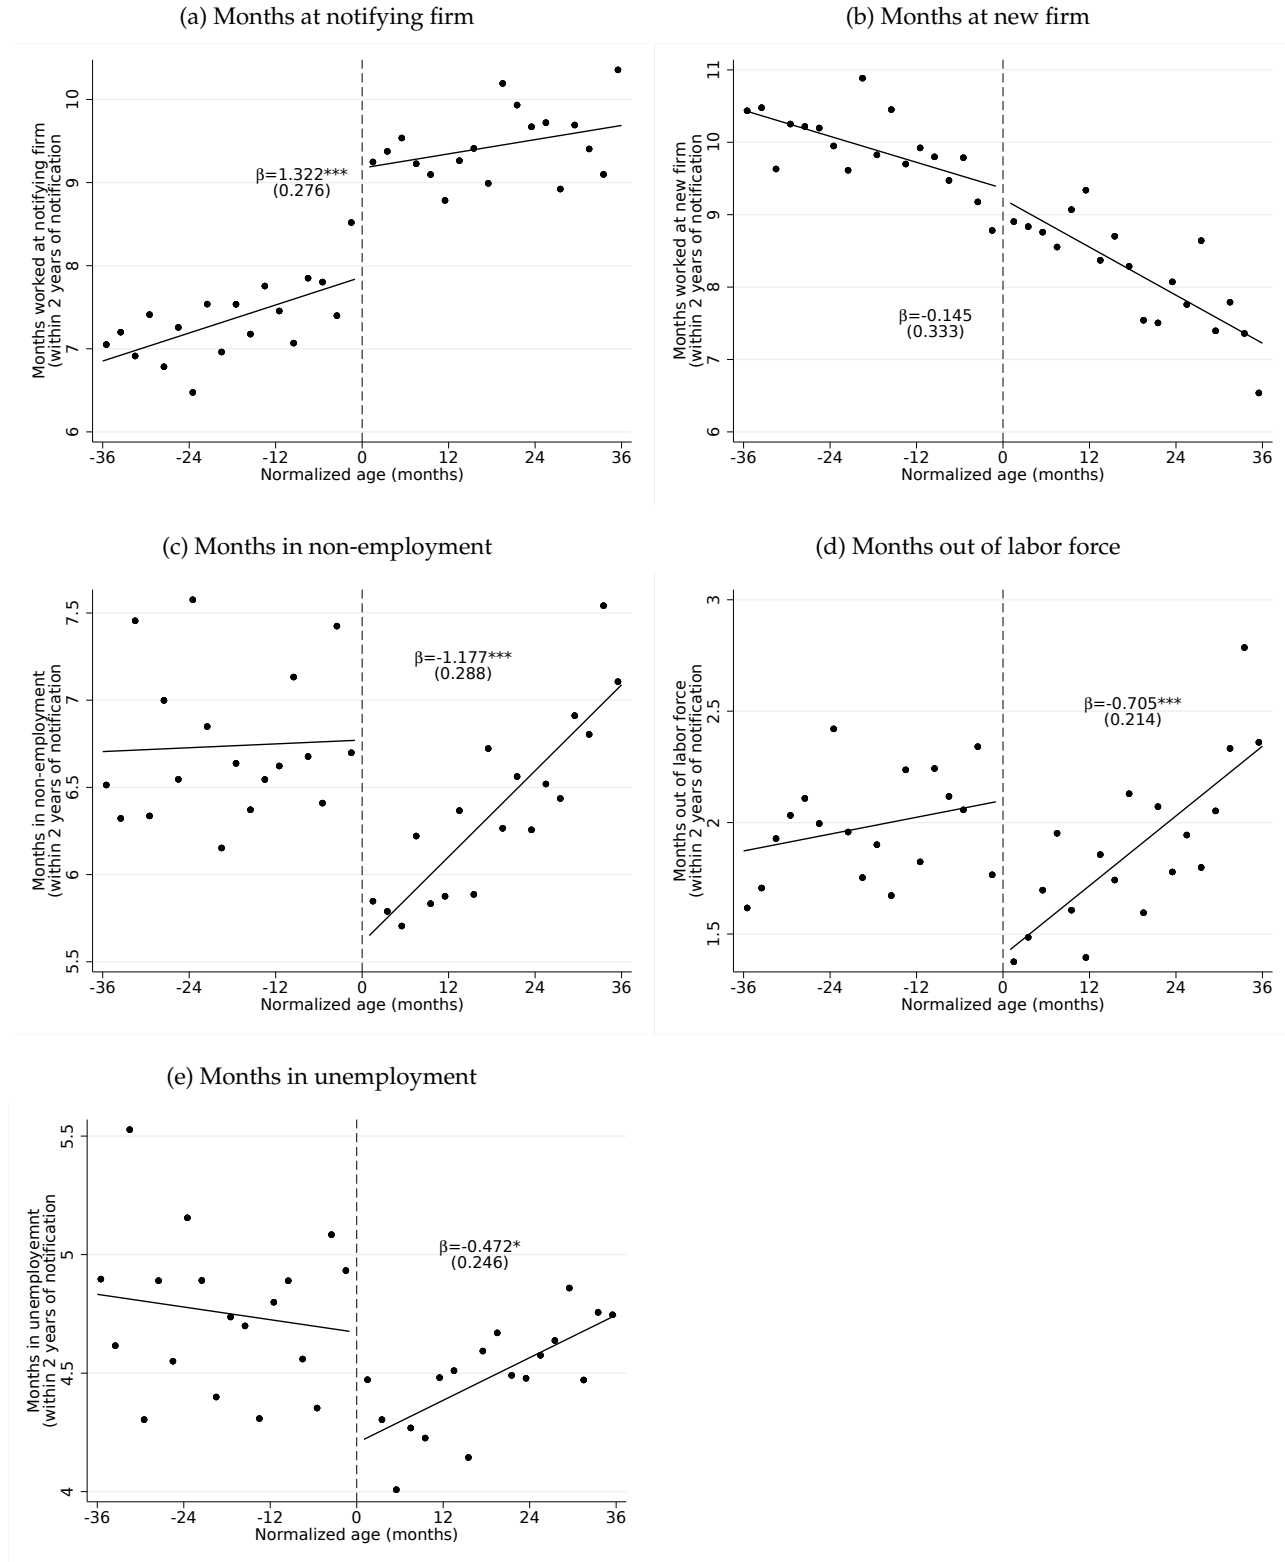 (a) Months at notifying firm
Months worked at notifying firm
(within 2 years of notification
10
9
8
7
6
β=1.322***
(0.276)
-36 -24 -12 0 12 24 36
Normalized age (months)
(b) Months at new firm
Months worked at new firm
(within 2 years of notification
11
10
9
8
7
6
β=-0.145
(0.333)
-36 -24 -12 0 12 24 36
Normalized age (months)
(c) Months in non-employment
Months in non-employment
(within 2 years of notification
7.5
7
6.5
6
5.5
β=-1.177***
(0.288)
-36 -24 -12 0 12 24 36
Normalized age (months)
(d) Months out of labor force
Months out of labor force
(within 2 years of notification
3
2.5
2
1.5
β=-0.705***
(0.214)
-36 -24 -12 0 12 24 36
Normalized age (months)
(e) Months in unemployment
Months in unemployemnt
(within 2 years of notification
5.5
5
4.5
4
β=-0.472*
(0.246)
-36 -24 -12 0 12 24 36
Normalized age (months)